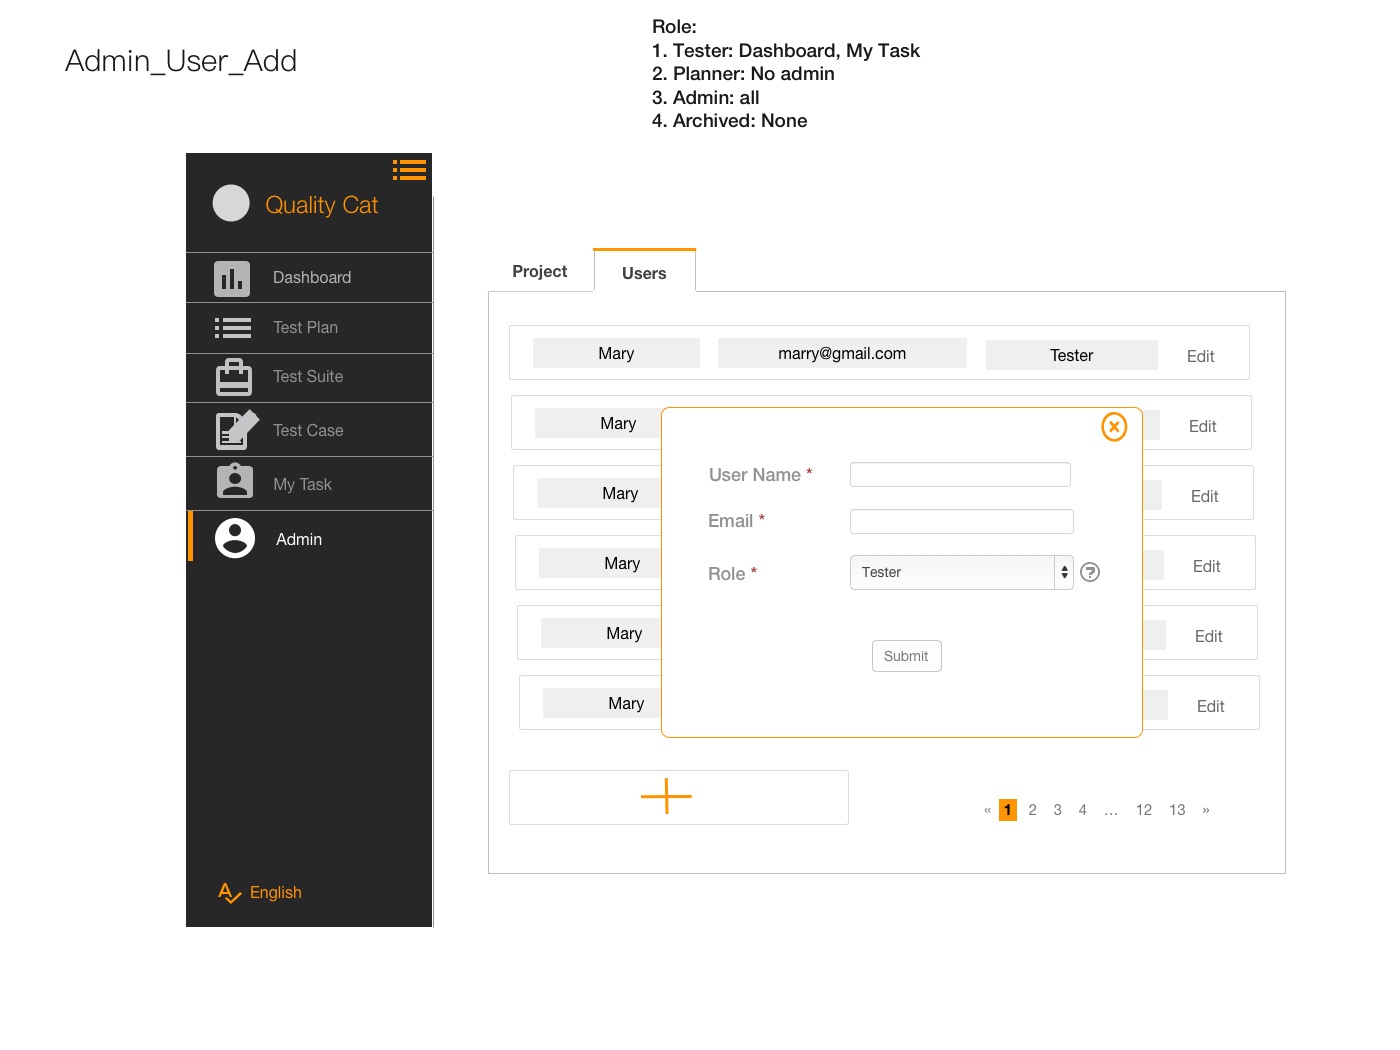 Role:
1. Tester: Dashboard, My Task
2. Planner: No admin
3. Admin: all
4. Archived: None
Admin_User_Add
Quality Cat
Dashboard
Test Plan
Test Suite
Test Case
My Task
Admin
English
Project Users
Mary marry@gmail.com Tester Edit
Mary Edit
Mary Edit
Mary Edit
Mary Edit
Mary Edit
User Name *
Email *
Role * Tester ?
Submit
« 1 2 3 4 ... 12 13 »